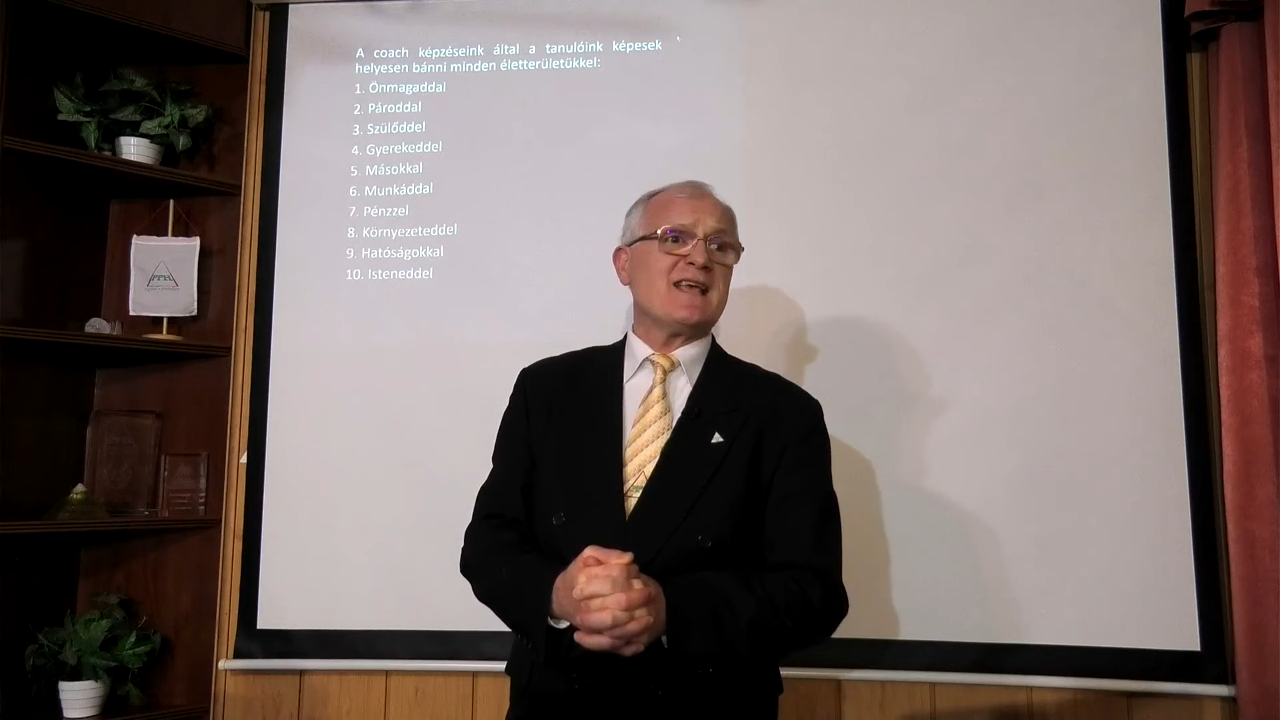 A coach képzéseink által a tanulóink képesek
helyesen bánni minden életterületükkel:
1. Önmagaddal
2. Pároddal
3. Szülőddel
4. Gyerekeddel
5. Másokkal
6. Munkáddal
7. Pénzzel
8. Környezeteddel
9. Hatóságokkal
10. Isteneddel